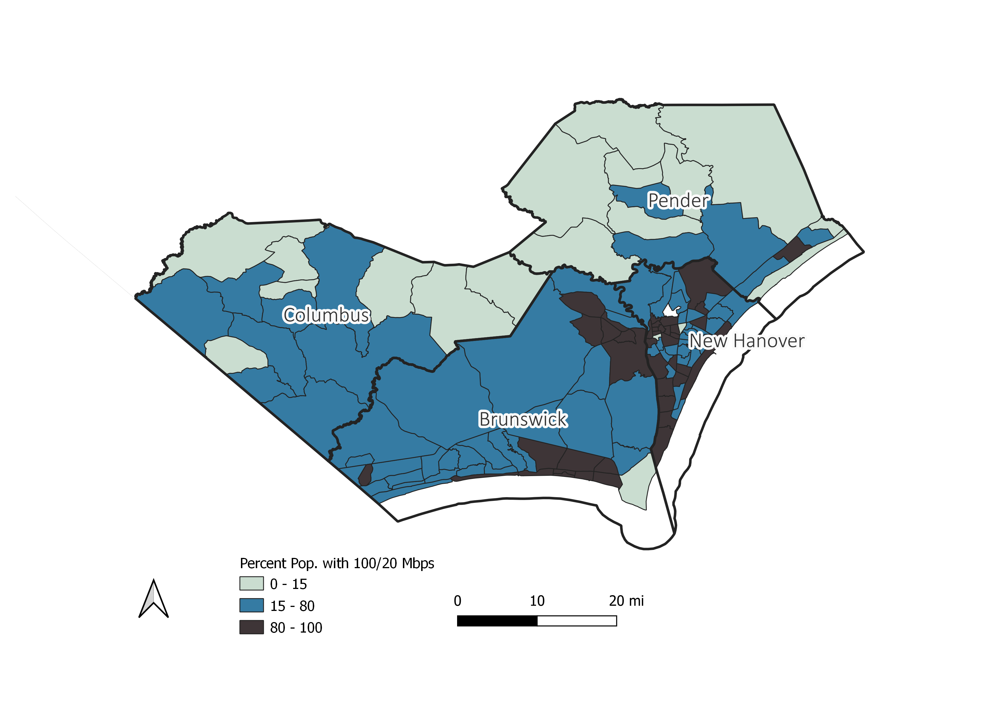 Pender
Columbus
New Hanover
Brunswick
Percent Pop. with 100/20 Mbps
0 - 15
15 - 80
80 - 100
0 10 20 mi